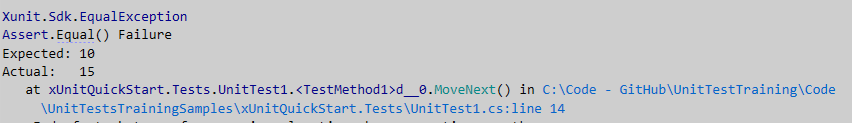 Xunit.Sdk.EqualException
Assert.Equal() Failure
Expected: 10
Actual:   15
   at xUnitQuickStart.Tests.UnitTest1.<TestMethod1>d__0.MoveNext() in C:\Code - GitHub\UnitTestTraining\Code
\UnitTestsTrainingSamples\xUnitQuickStart.Tests\UnitTest1.cs:line 14